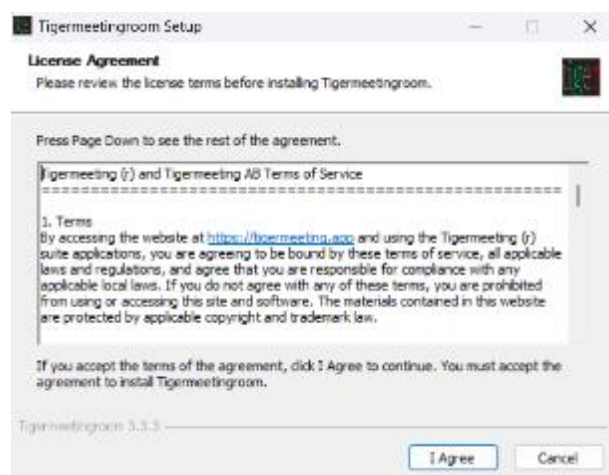 Tigermeetingroom Setup
License Agreement
Please review the license terms before installing Tigermeetingroom.
Press Page Down to see the rest of the agreement.
Tigermeeting (r) and Tigermeeting AB Terms of Service
========================================================
1. Terms
By accessing the website at https://tigermeeting.app and using the Tigermeeting (r)
suite applications, you are agreeing to be bound by these terms of service, all applicable
laws and regulations, and agree that you are responsible for compliance with any
applicable local laws. If you do not agree with any of these terms, you are prohibited
from using or accessing this site and software. The materials contained in this website
are protected by applicable copyright and trademark law.
If you accept the terms of the agreement, click I Agree to continue. You must accept the
agreement to install Tigermeetingroom.
Tigermeetingroom 3.3.3
I Agree
Cancel